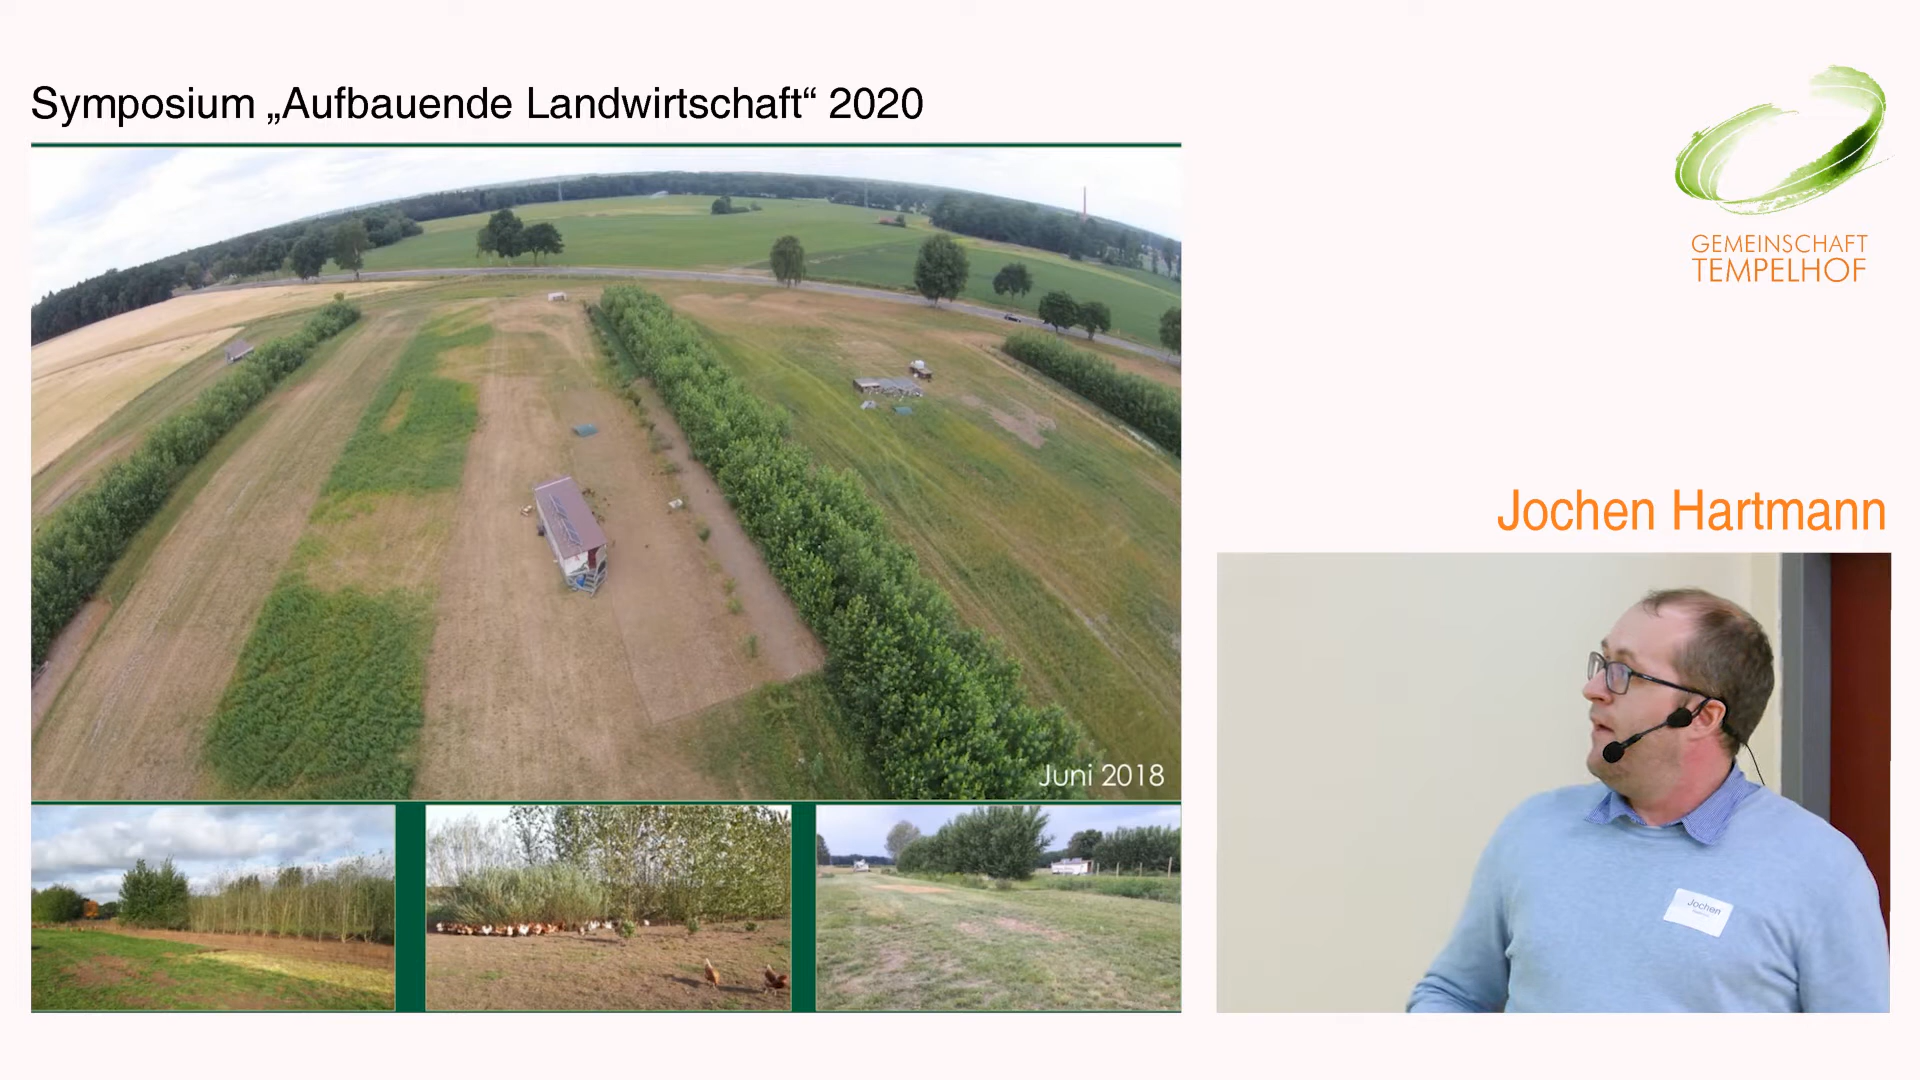 Symposium „Aufbauende Landwirtschaft“ 2020
GEMEINSCHAFT
TEMPELHOF
Jochen Hartmann
Juni 2018
Jochen